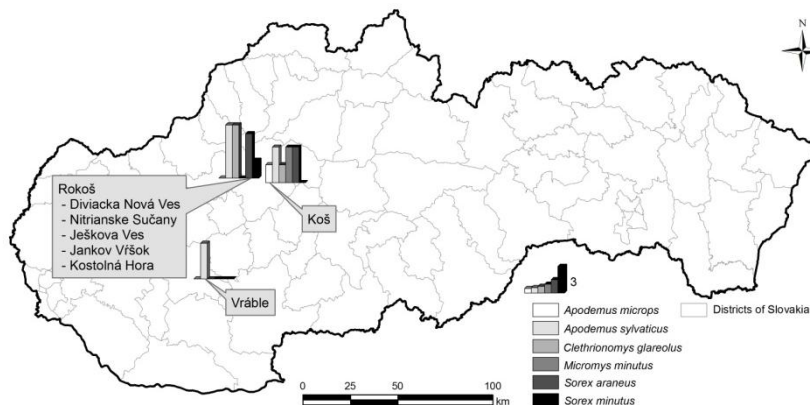 N
Rokoš
- Diviacka Nová Ves
- Nitrianske Sučany
- Ješkova Ves
- Jankov Vŕšok
- Kostolná Hora
Koš
Vráble
3
Apodemus microps
Apodemus sylvaticus
Clethrionomys glareolus
Micromys minutus
Sorex araneus
Sorex minutus
Districts of Slovakia
0 25 50 100
km